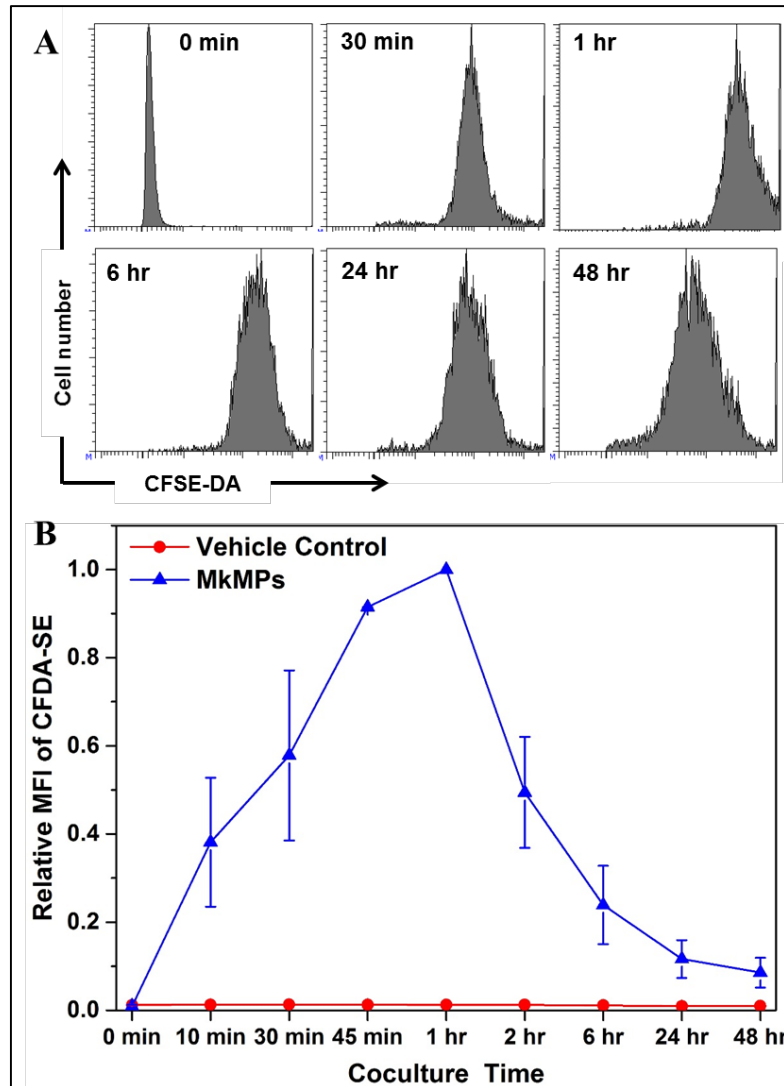 A
0 min
30 min
1 hr
6 hr
24 hr
48 hr
Cell number
CFSE-DA
B
Vehicle Control
MkMPs
Relative MFI of CFDA-SE
1.0
0.8
0.6
0.4
0.2
0.0
0 min 10 min 30 min 45 min 1 hr 2 hr 6 hr 24 hr 48 hr
Coculture Time